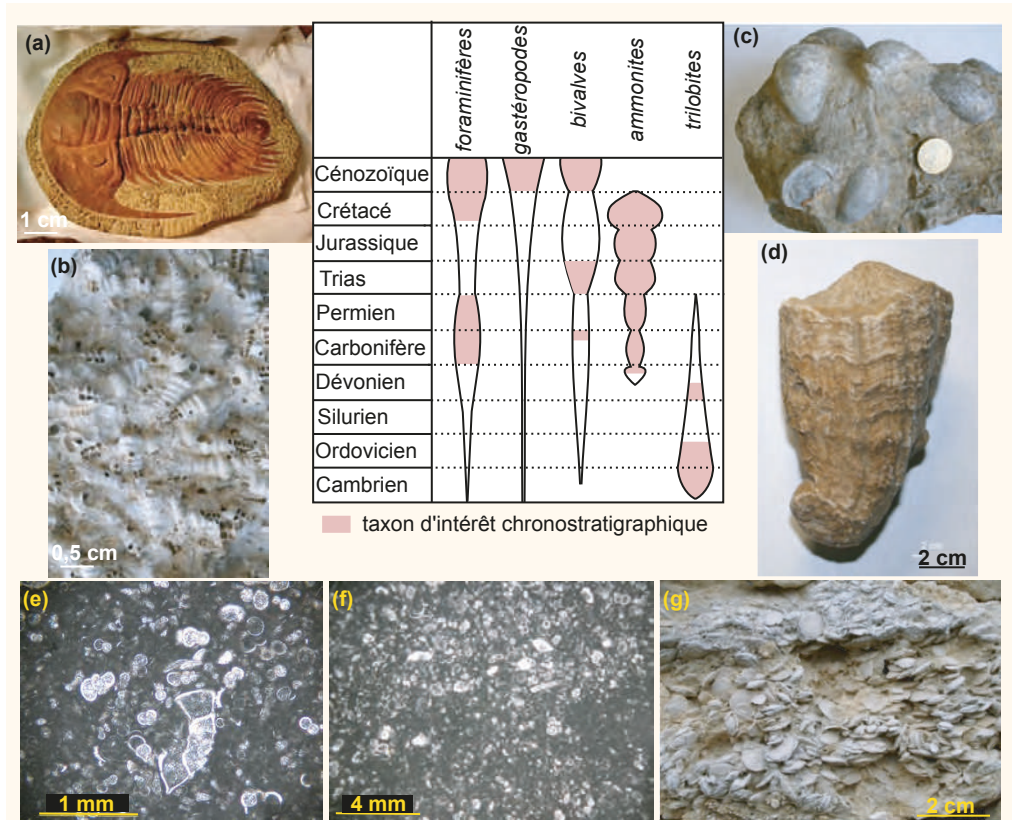 (a)
1 cm
(b)
0,5 cm
foraminifères
gastéropodes
bivalves
ammonites
trilobites
Cénozoïque
Crétacé
Jurassique
Trias
Permien
Carbonifère
Dévonien
Silurien
Ordovicien
Cambrien
taxon d'intérêt chronostratigraphique
(c)
(d)
2 cm
(e)
1 mm
(f)
4 mm
(g)
2 cm